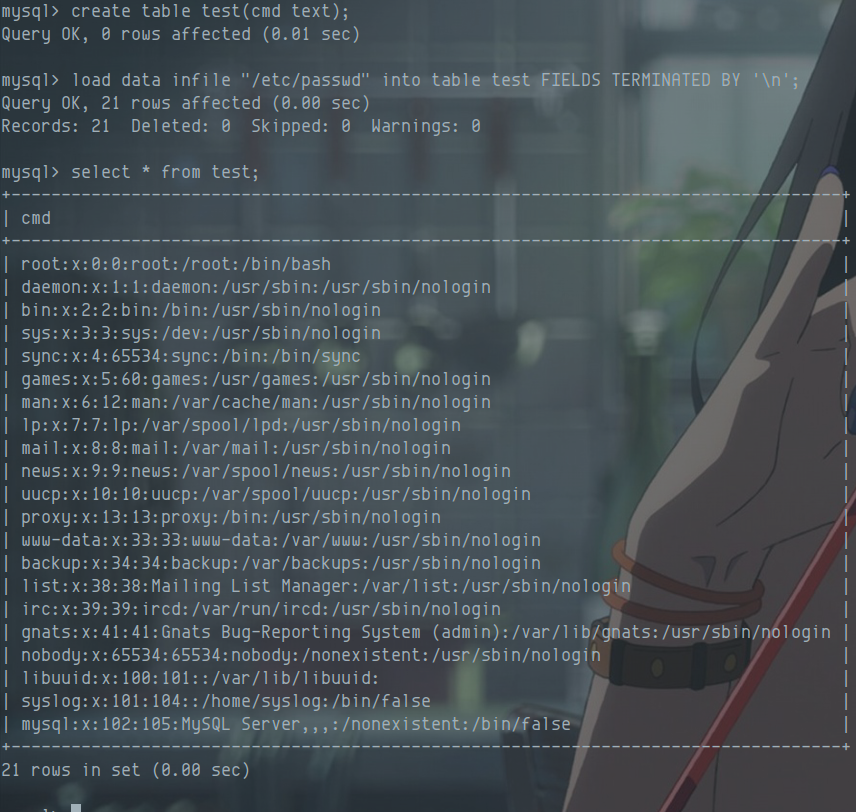 mysql> create table test(cmd text);
Query OK, 0 rows affected (0.01 sec)
mysql> load data infile "/etc/passwd" into table test FIELDS TERMINATED BY '\n';
Query OK, 21 rows affected (0.00 sec)
Records: 21  Deleted: 0  Skipped: 0  Warnings: 0
mysql> select * from test;
+-----------------------------------------------------------------------------------+
| cmd                                                                               |
+-----------------------------------------------------------------------------------+
| root:x:0:0:root:/root:/bin/bash                                                   |
| daemon:x:1:1:daemon:/usr/sbin:/usr/sbin/nologin                                   |
| bin:x:2:2:bin:/bin:/usr/sbin/nologin                                              |
| sys:x:3:3:sys:/dev:/usr/sbin/nologin                                              |
| sync:x:4:65534:sync:/bin:/bin/sync                                                |
| games:x:5:60:games:/usr/games:/usr/sbin/nologin                                   |
| man:x:6:12:man:/var/cache/man:/usr/sbin/nologin                                   |
| lp:x:7:7:lp:/var/spool/lpd:/usr/sbin/nologin                                      |
| mail:x:8:8:mail:/var/mail:/usr/sbin/nologin                                       |
| news:x:9:9:news:/var/spool/news:/usr/sbin/nologin                                 |
| uucp:x:10:10:uucp:/var/spool/uucp:/usr/sbin/nologin                               |
| proxy:x:13:13:proxy:/bin:/usr/sbin/nologin                                        |
| www-data:x:33:33:www-data:/var/www:/usr/sbin/nologin                              |
| backup:x:34:34:backup:/var/backups:/usr/sbin/nologin                              |
| list:x:38:38:Mailing List Manager:/var/list:/usr/sbin/nologin                     |
| irc:x:39:39:ircd:/var/run/ircd:/usr/sbin/nologin                                  |
| gnats:x:41:41:Gnats Bug-Reporting System (admin):/var/lib/gnats:/usr/sbin/nologin |
| nobody:x:65534:65534:nobody:/nonexistent:/usr/sbin/nologin                        |
| libuuid:x:100:101::/var/lib/libuuid:                                              |
| syslog:x:101:104::/home/syslog:/bin/false                                         |
| mysql:x:102:105:MySQL Server,,,:/nonexistent:/bin/false                           |
+-----------------------------------------------------------------------------------+
21 rows in set (0.00 sec)